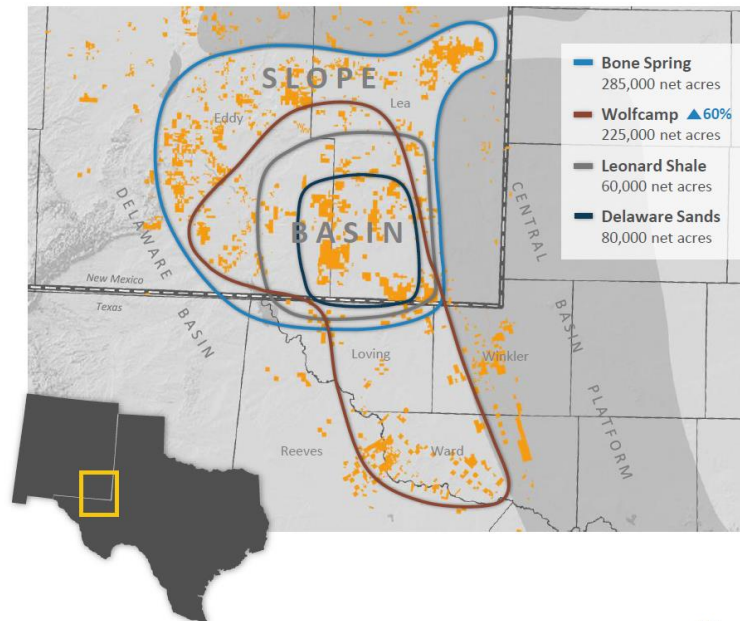 SLOPE
Eddy
Lea
BASIN
DELAWARE
BASIN
CENTRAL
BASIN
PLATFORM
New Mexico
Texas
Loving
Winkler
Reeves
Ward
Bone Spring
285,000 net acres
Wolfcamp ▲60%
225,000 net acres
Leonard Shale
60,000 net acres
Delaware Sands
80,000 net acres